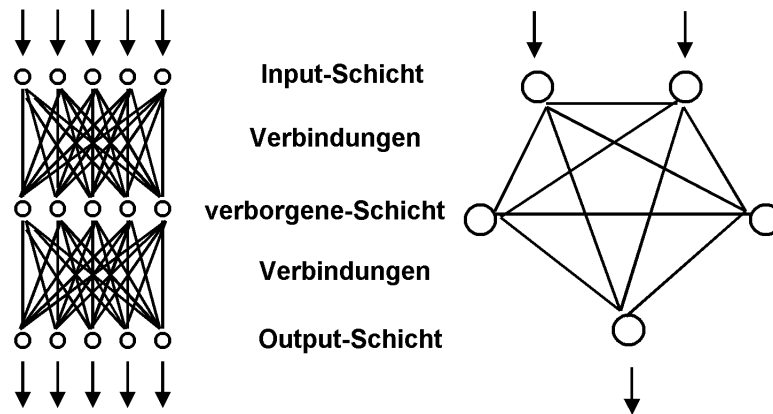 Input-Schicht
Verbindungen
verborgene-Schicht
Verbindungen
Output-Schicht